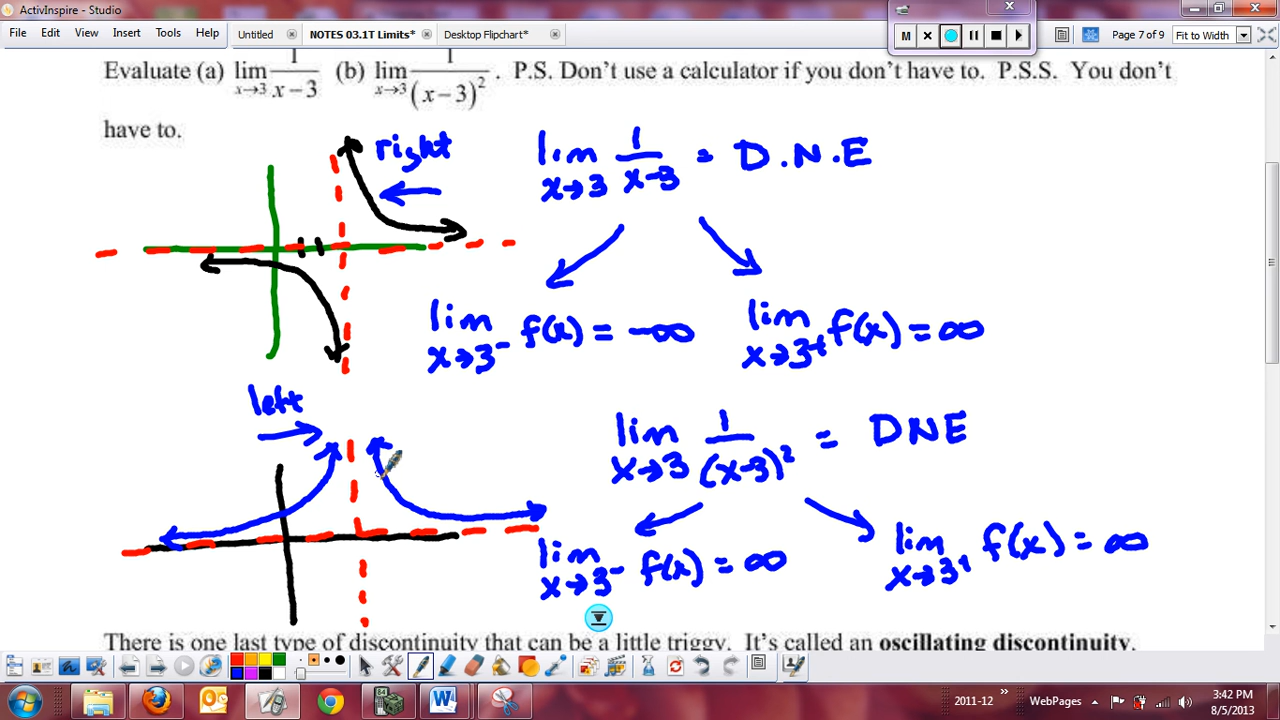 ActivInspire - Studio
File Edit View Insert Tools Help Untitled NOTES 03.1T Limits* Desktop Flipchart* Page 7 of 9 Fit to Width
M
Evaluate (a) lim x→3 1/(x−3) (b) lim x→3 1/(x−3)². P.S. Don't use a calculator if you don't have to. P.S.S. You don't
have to.
right
lim x→3 1/(x−3) = D.N.E
lim x→3⁻ f(x) = −∞ lim x→3⁺ f(x) = ∞
left
lim x→3 1/(x−3)² = DNE
lim x→3⁻ f(x) = ∞ lim x→3⁺ f(x) = ∞
There is one last type of discontinuity that can be a little triggy. It's called an oscillating discontinuity.
2011-12 » WebPages » 3:42 PM
8/5/2013